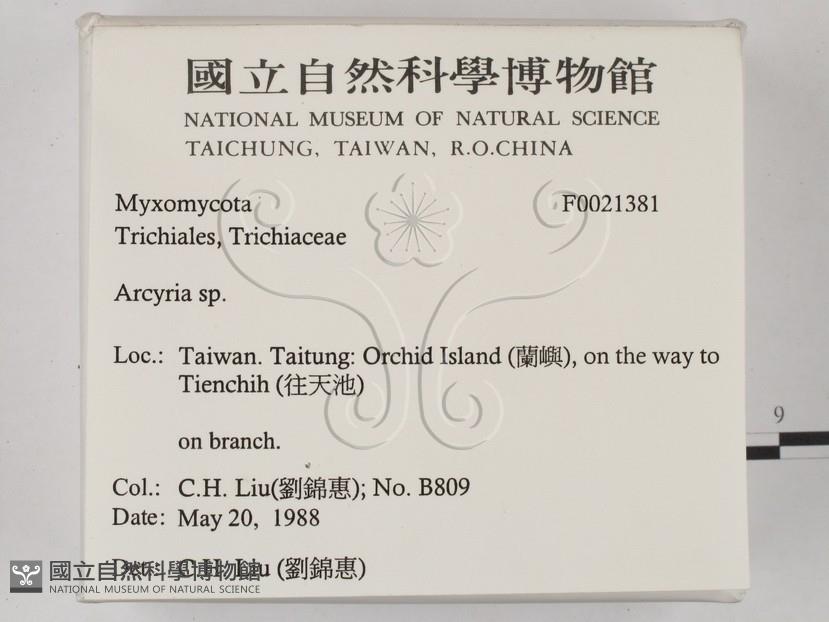 國立自然科學博物館
NATIONAL MUSEUM OF NATURAL SCIENCE
TAICHUNG, TAIWAN, R.O.CHINA
Myxomycota F0021381
Trichiales, Trichiaceae
Arcyria sp.
Loc.: Taiwan. Taitung: Orchid Island (蘭嶼), on the way to
Tienchih (往天池)
on branch.
Col.: C.H. Liu(劉錦惠); No. B809
Date: May 20, 1988
Det.: C.H. Liu (劉錦惠)
國立自然科學博物館
NATIONAL MUSEUM OF NATURAL SCIENCE
9